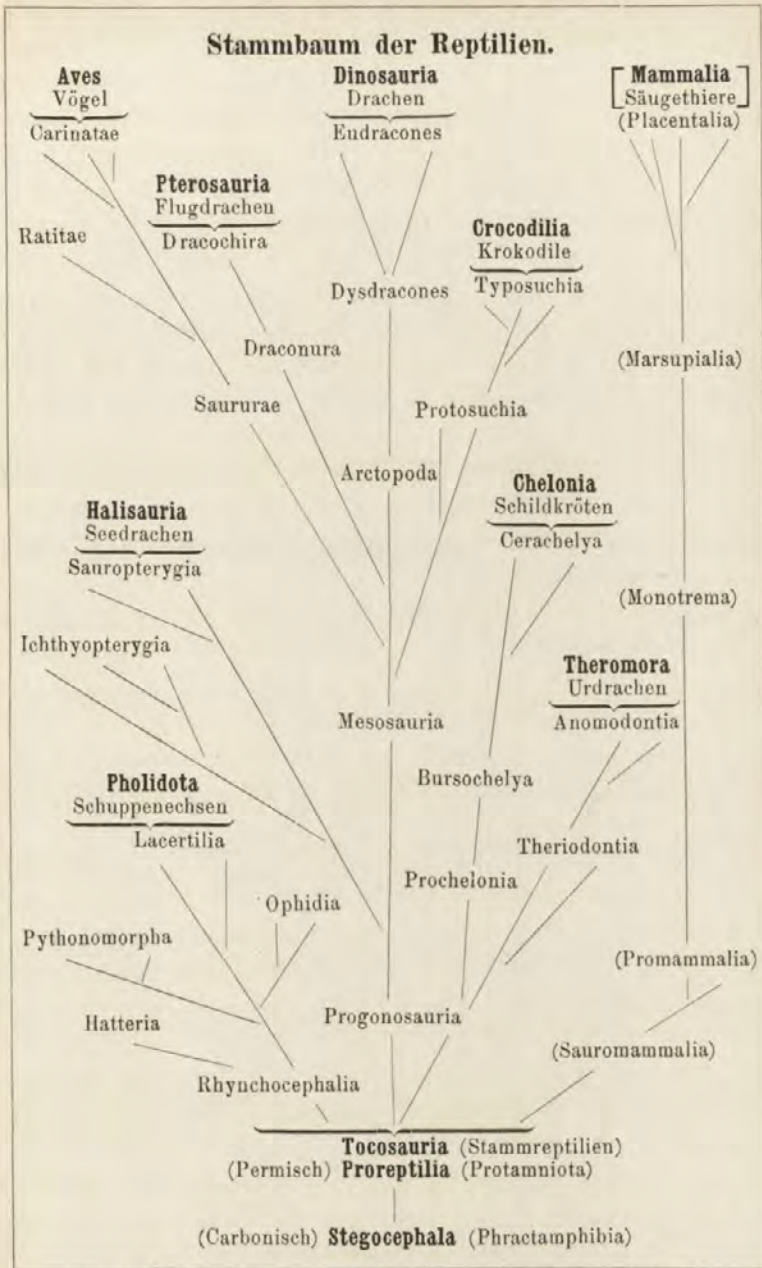 Stammbaum der Reptilien.
Aves
Vögel
Carinatae
Dinosauria
Drachen
Eudracones
[Mammalia
Säugethiere]
(Placentalia)
Pterosauria
Flugdrachen
Dracochira
Ratitae
Crocodilia
Krokodile
Typosuchia
Dysdracones
Draconura
(Marsupialia)
Saururae
Protosuchia
Arctopoda
Chelonia
Schildkröten
Cerachelya
Halisauria
Seedrachen
Sauropterygia
(Monotrema)
Ichthyopterygia
Theromora
Urdrachen
Anomodontia
Mesosauria
Pholidota
Schuppenechsen
Lacertilia
Bursochelya
Theriodontia
Prochelonia
Ophidia
Pythonomorpha
(Promammalia)
Hatteria
Progonosauria
(Sauromammalia)
Rhynchocephalia
Tocosauria (Stammreptilien)
(Permisch) Proreptilia (Protamniota)
(Carbonisch) Stegocephala (Phractamphibia)